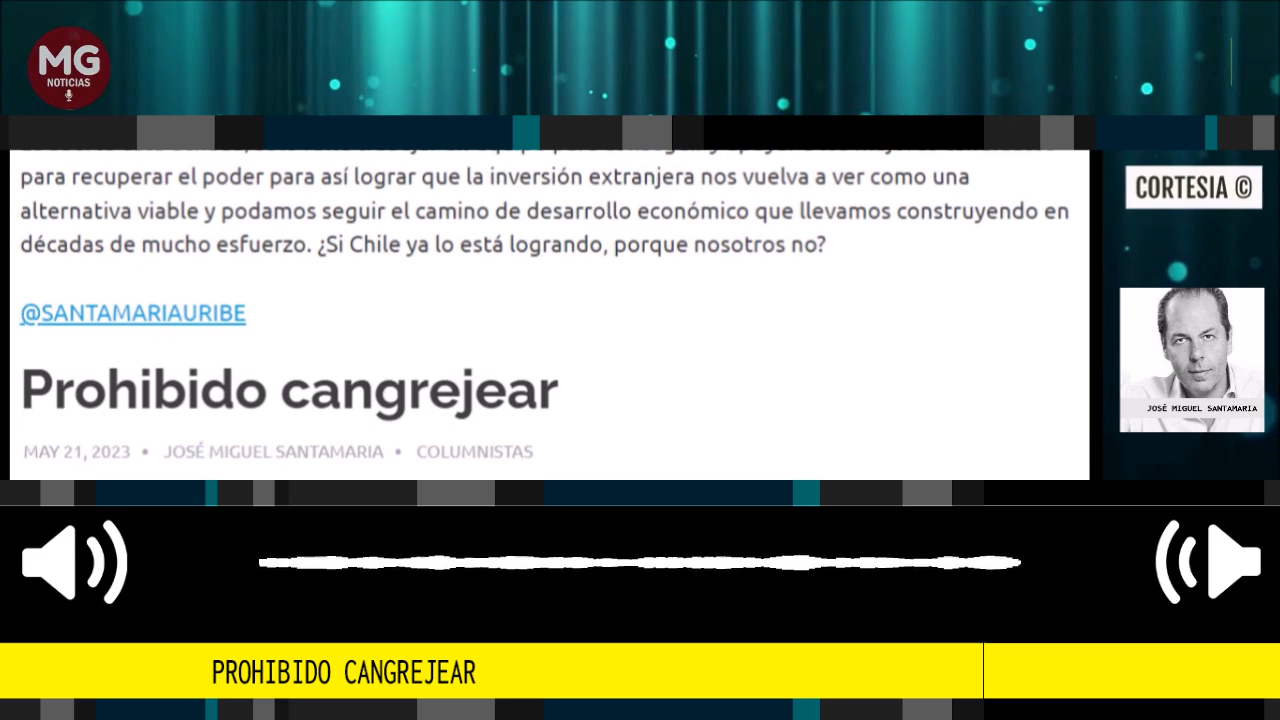 MG
NOTICIAS
para recuperar el poder para así lograr que la inversión extranjera nos vuelva a ver como una
alternativa viable y podamos seguir el camino de desarrollo económico que llevamos construyendo en
décadas de mucho esfuerzo. ¿Si Chile ya lo está logrando, porque nosotros no?
@SANTAMARIAURIBE
Prohibido cangrejear
MAY 21, 2023 • JOSÉ MIGUEL SANTAMARIA • COLUMNISTAS
CORTESIA ©
JOSÉ MIGUEL SANTAMARIA
PROHIBIDO CANGREJEAR